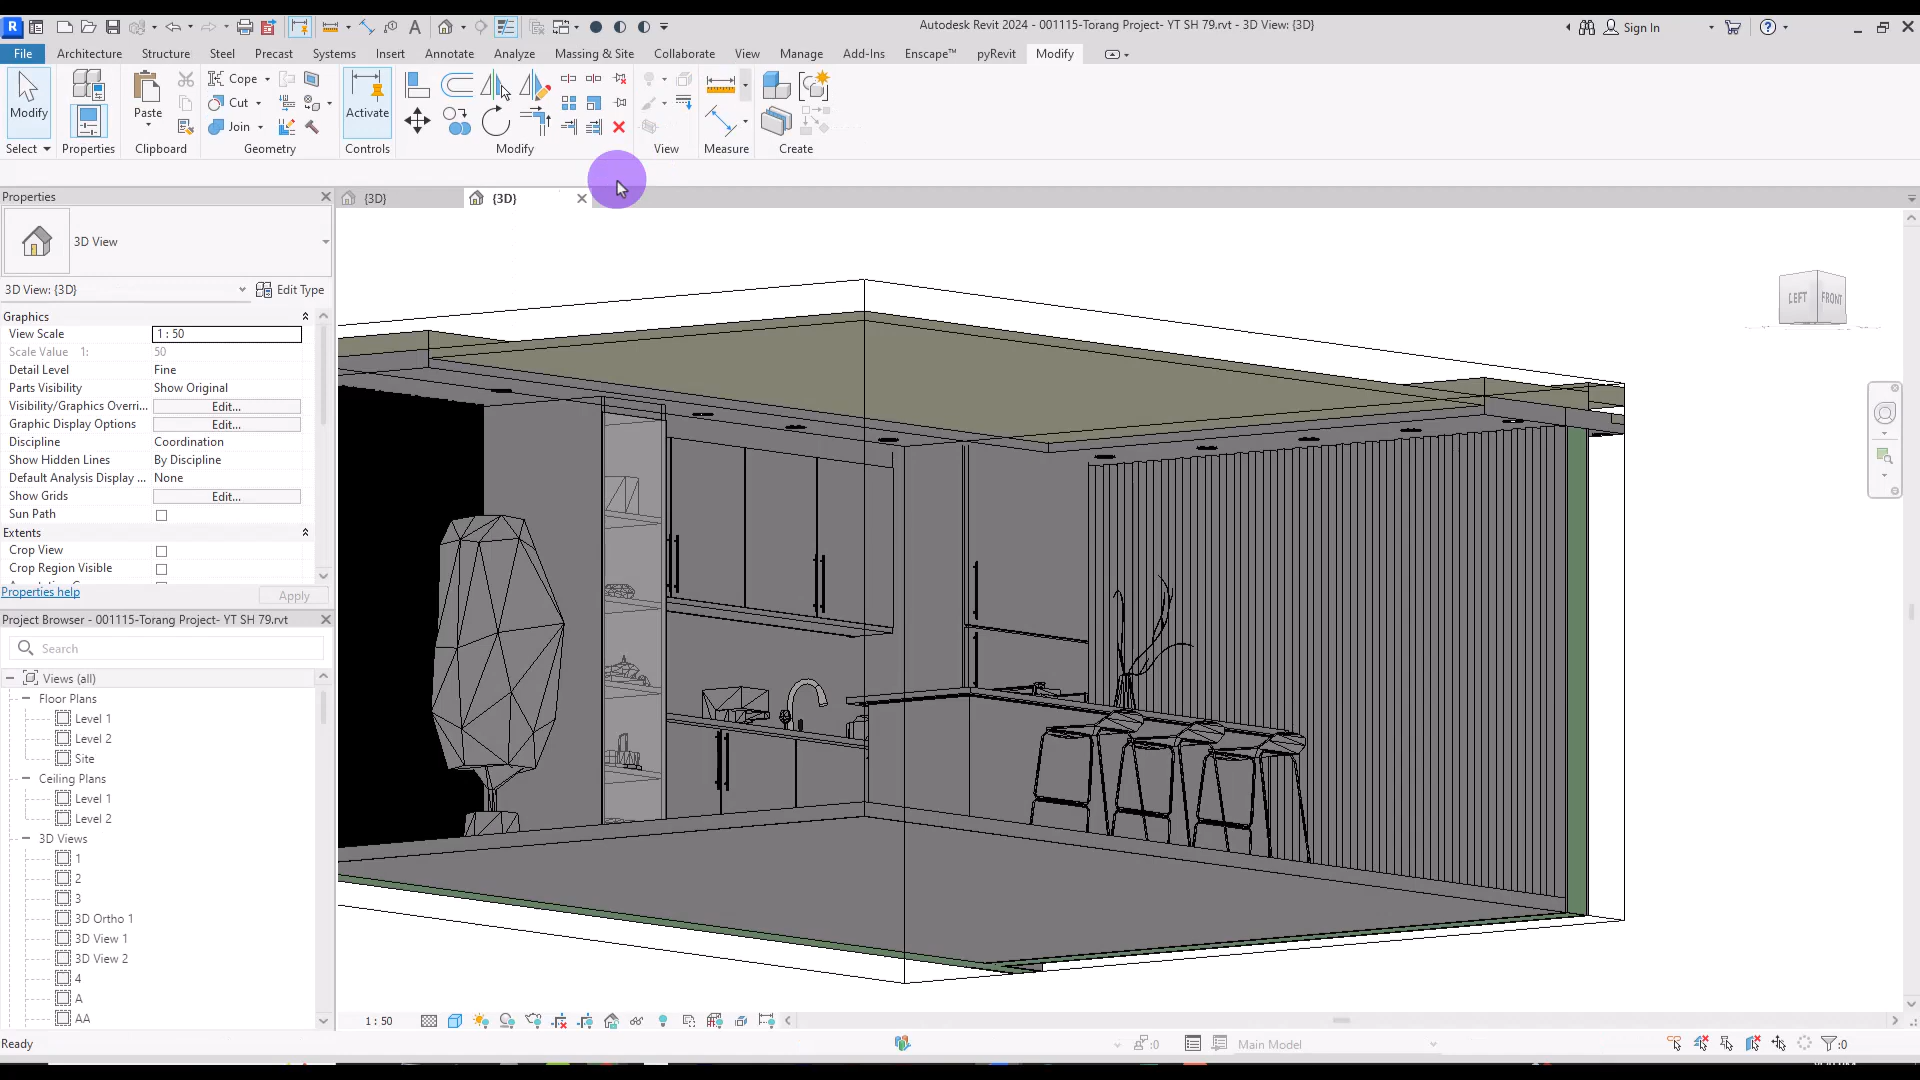 R
A
Autodesk Revit 2024 - 001115-Torang Project- YT SH 79.rvt - 3D View: {3D}
Sign In
File
Architecture
Structure
Steel
Precast
Systems
Insert
Annotate
Analyze
Massing & Site
Collaborate
View
Manage
Add-Ins
Enscape™
pyRevit
Modify
Modify
Paste
Cope
Cut
Join
Activate
Select
Properties
Clipboard
Geometry
Controls
Modify
View
Measure
Create
Properties
{3D}
{3D}
3D View
3D View: {3D}
Edit Type
Graphics
View Scale
1 : 50
Scale Value 1:
50
Detail Level
Fine
Parts Visibility
Show Original
Visibility/Graphics Overri...
Edit...
Graphic Display Options
Edit...
Discipline
Coordination
Show Hidden Lines
By Discipline
Default Analysis Display ...
None
Show Grids
Edit...
Sun Path
Extents
Crop View
Crop Region Visible
Properties help
Apply
Project Browser - 001115-Torang Project- YT SH 79.rvt
Search
Views (all)
Floor Plans
Level 1
Level 2
Site
Ceiling Plans
Level 1
Level 2
3D Views
1
2
3
3D Ortho 1
3D View 1
3D View 2
4
A
AA
LEFT
FRONT
1 : 50
Ready
:0
Main Model
:0